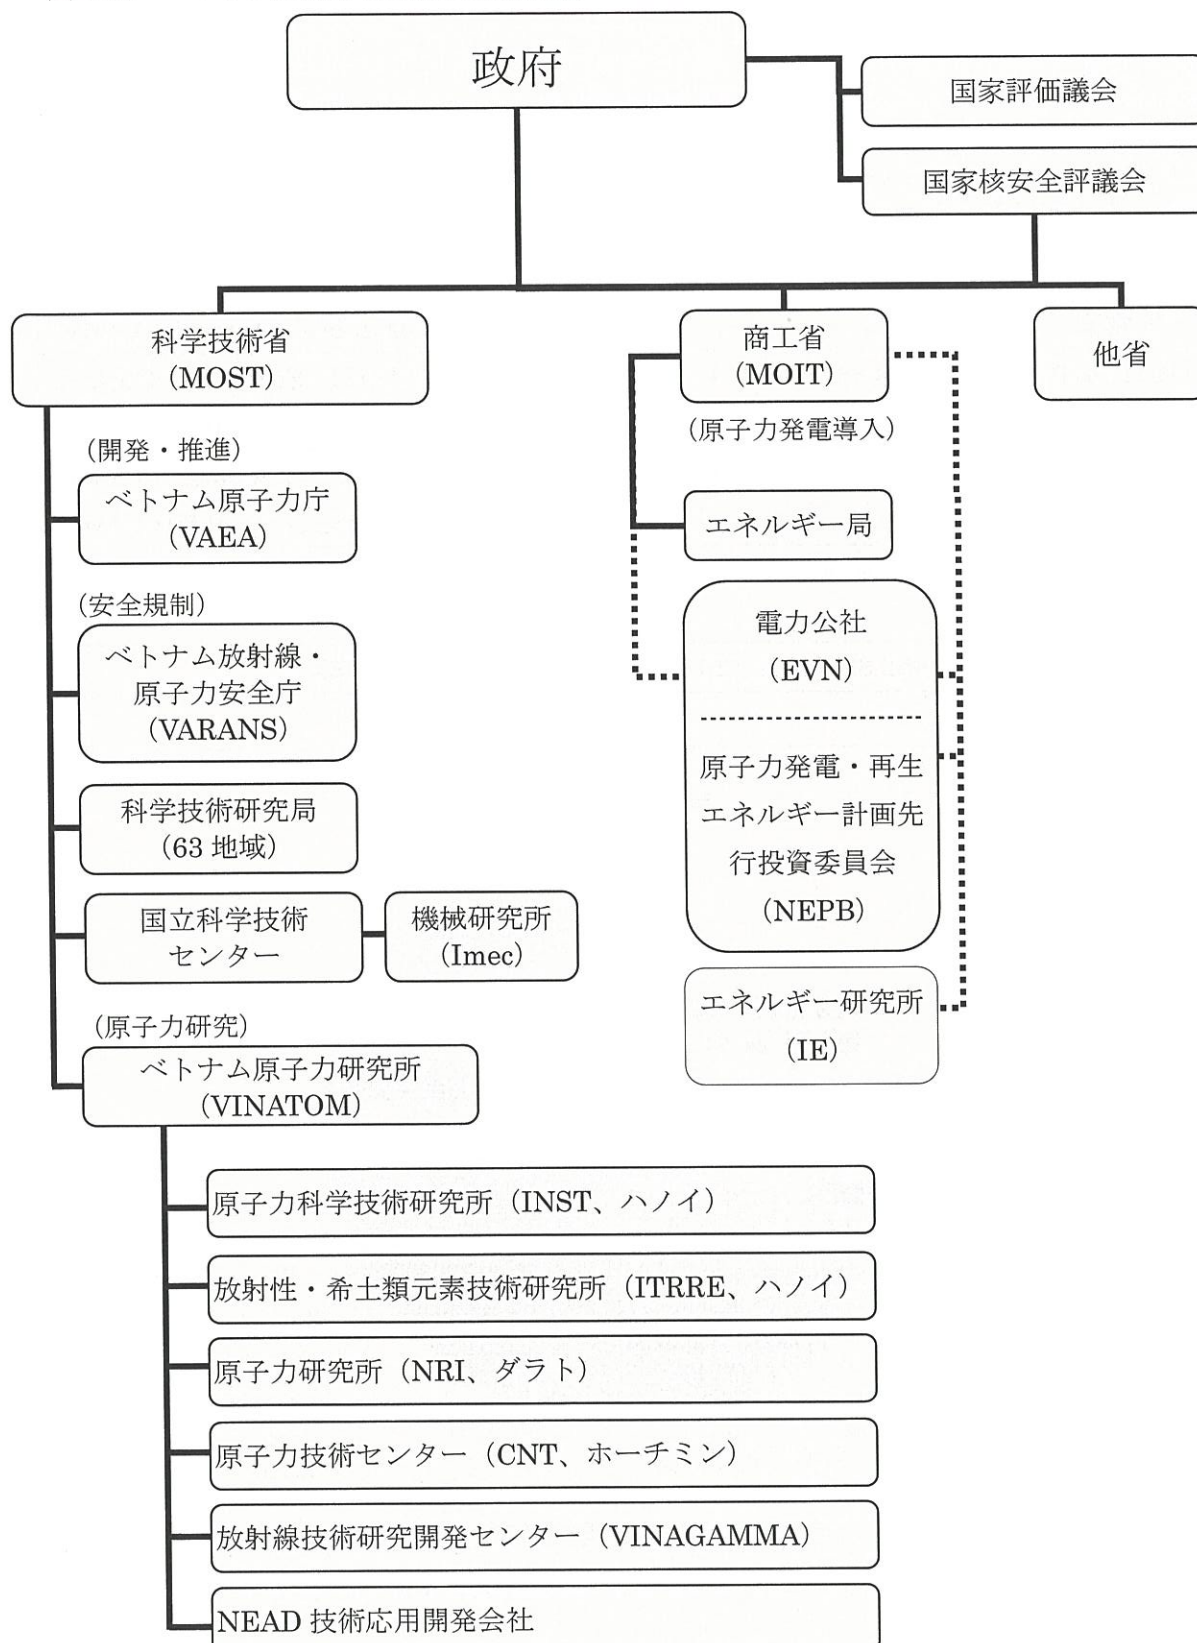 政府
国家評価議会
国家核安全評議会
科学技術省
(MOST)
商工省
(MOIT)
他省
(原子力発電導入)
(開発・推進)
ベトナム原子力庁
(VAEA)
エネルギー局
(安全規制)
ベトナム放射線・
原子力安全庁
(VARANS)
電力公社
(EVN)
原子力発電・再生
エネルギー計画先
行投資委員会
(NEPB)
科学技術研究局
(63 地域)
国立科学技術
センター
機械研究所
(Imec)
エネルギー研究所
(IE)
(原子力研究)
ベトナム原子力研究所
(VINATOM)
原子力科学技術研究所（INST、ハノイ）
放射性・希土類元素技術研究所（ITRRE、ハノイ）
原子力研究所（NRI、ダラト）
原子力技術センター（CNT、ホーチミン）
放射線技術研究開発センター（VINAGAMMA）
NEAD 技術応用開発会社